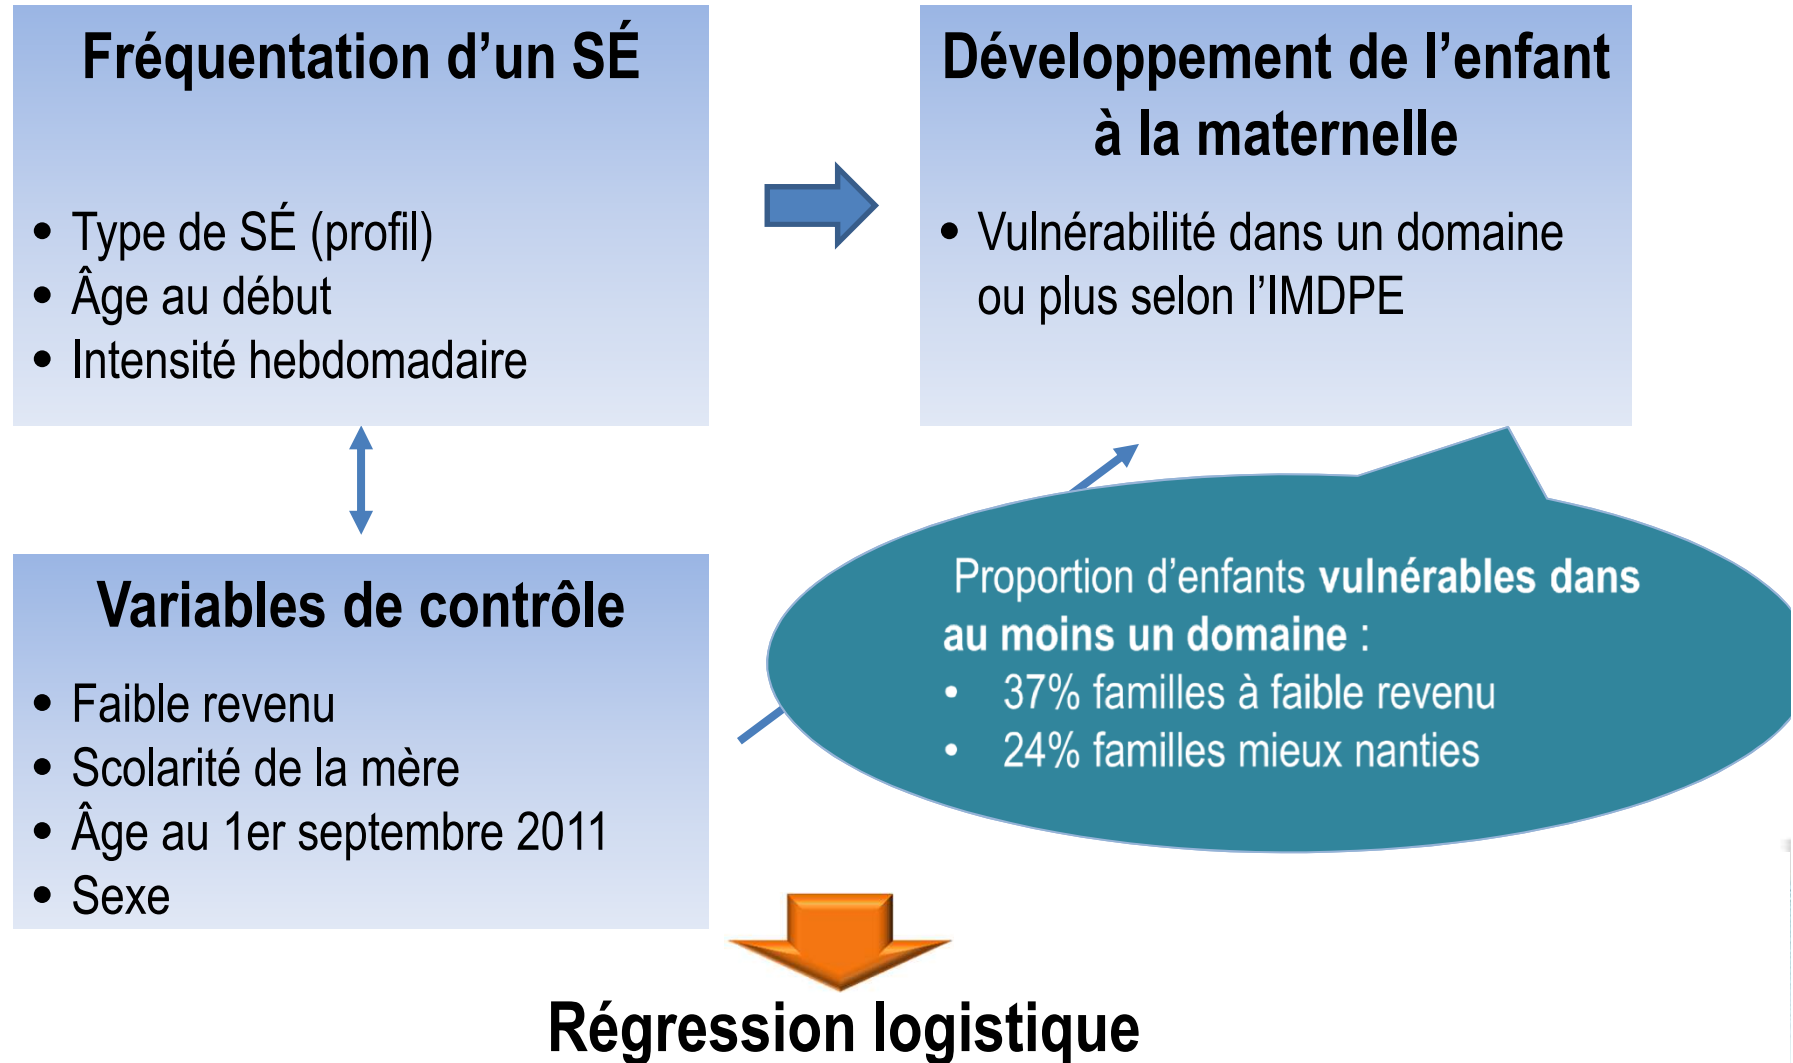 Fréquentation d’un SÉ
• Type de SÉ (profil)
• Âge au début
• Intensité hebdomadaire
Développement de l’enfant
à la maternelle
• Vulnérabilité dans un domaine
ou plus selon l’IMDPE
Variables de contrôle
• Faible revenu
• Scolarité de la mère
• Âge au 1er septembre 2011
• Sexe
Proportion d’enfants vulnérables dans
au moins un domaine :
• 37% familles à faible revenu
• 24% familles mieux nanties
Régression logistique